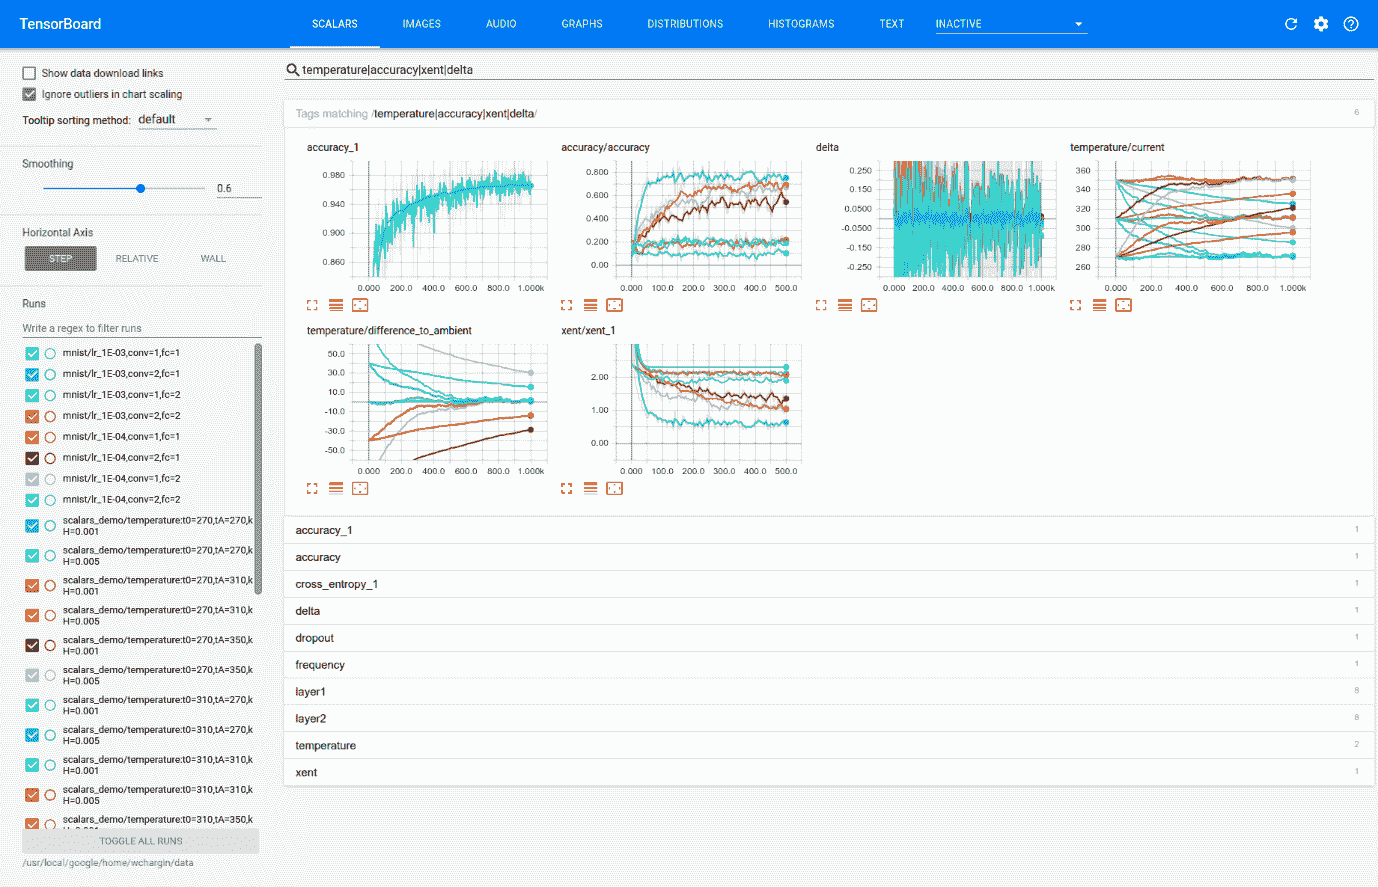 TensorBoard
SCALARS IMAGES AUDIO GRAPHS DISTRIBUTIONS HISTOGRAMS TEXT INACTIVE
Show data download links
Ignore outliers in chart scaling
Tooltip sorting method: default
Smoothing
0.6
Horizontal Axis
STEP RELATIVE WALL
Runs
Write a regex to filter runs
mnist/lr_1E-03,conv=1,fc=1
mnist/lr_1E-03,conv=2,fc=1
mnist/lr_1E-03,conv=1,fc=2
mnist/lr_1E-03,conv=2,fc=2
mnist/lr_1E-04,conv=1,fc=1
mnist/lr_1E-04,conv=2,fc=1
mnist/lr_1E-04,conv=1,fc=2
mnist/lr_1E-04,conv=2,fc=2
scalars_demo/temperature:t0=270,tA=270,k
H=0.001
scalars_demo/temperature:t0=270,tA=270,k
H=0.005
scalars_demo/temperature:t0=270,tA=310,k
H=0.001
scalars_demo/temperature:t0=270,tA=310,k
H=0.005
scalars_demo/temperature:t0=270,tA=350,k
H=0.001
scalars_demo/temperature:t0=270,tA=350,k
H=0.005
scalars_demo/temperature:t0=310,tA=270,k
H=0.001
scalars_demo/temperature:t0=310,tA=270,k
H=0.005
scalars_demo/temperature:t0=310,tA=310,k
H=0.001
scalars_demo/temperature:t0=310,tA=310,k
H=0.005
scalars_demo/temperature:t0=310,tA=350,k
TOGGLE ALL RUNS
/usr/local/google/home/wchargin/data
temperature|accuracy|xent|delta
Tags matching /temperature|accuracy|xent|delta/ 6
accuracy_1
0.980
0.940
0.900
0.860
0.000 200.0 400.0 600.0 800.0 1.000k
accuracy/accuracy
0.800
0.600
0.400
0.200
0.00
0.000 100.0 200.0 300.0 400.0 500.0
delta
0.250
0.150
0.0500
-0.0500
-0.150
-0.250
0.000 200.0 400.0 600.0 800.0 1.000k
temperature/current
360
340
320
300
280
260
0.000 200.0 400.0 600.0 800.0 1.000k
temperature/difference_to_ambient
50.0
30.0
10.0
-10.0
-30.0
-50.0
0.000 200.0 400.0 600.0 800.0 1.000k
xent/xent_1
2.00
1.00
0.00
0.000 100.0 200.0 300.0 400.0 500.0
accuracy_1 1
accuracy 1
cross_entropy_1 1
delta 1
dropout 1
frequency 1
layer1 8
layer2 8
temperature 2
xent 1